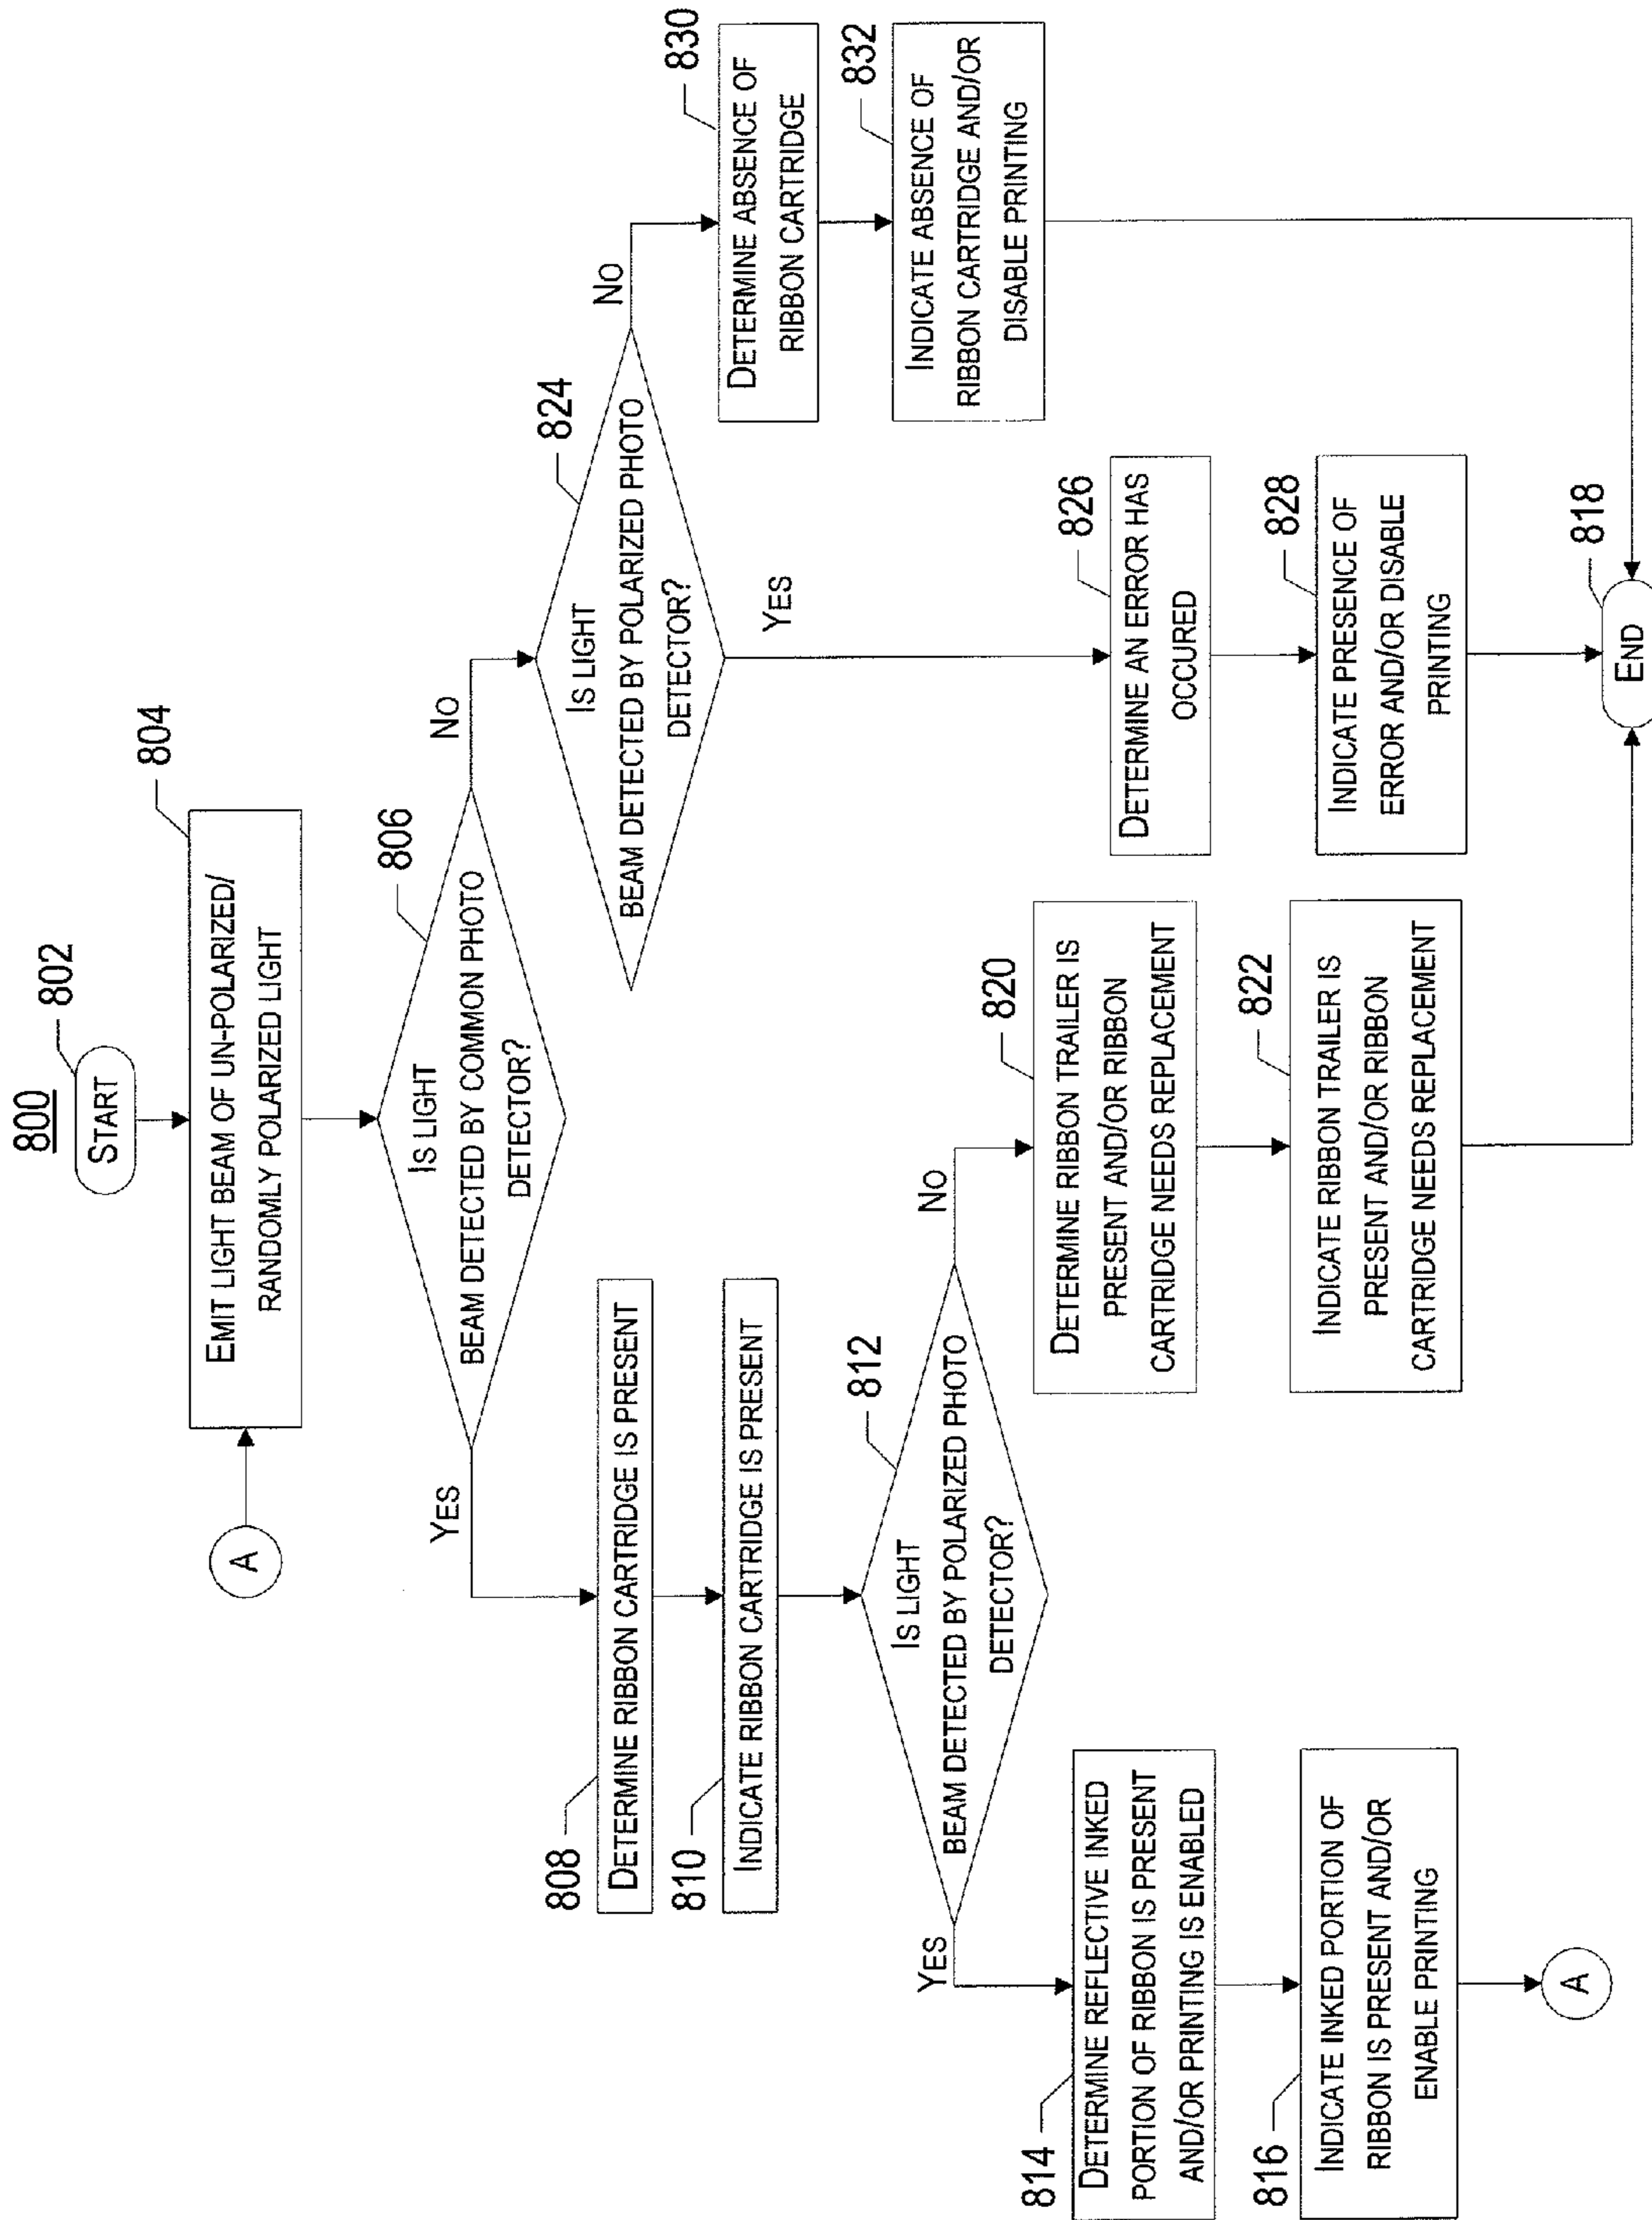 800
START
802
EMIT LIGHT BEAM OF UN-POLARIZED/
RANDOMLY POLARIZED LIGHT
804
A
IS LIGHT
BEAM DETECTED BY COMMON PHOTO
DETECTOR?
806
YES
NO
DETERMINE RIBBON CARTRIDGE IS PRESENT
808
INDICATE RIBBON CARTRIDGE IS PRESENT
810
IS LIGHT
BEAM DETECTED BY POLARIZED PHOTO
DETECTOR?
812
YES
NO
814
DETERMINE REFLECTIVE INKED
PORTION OF RIBBON IS PRESENT
AND/OR PRINTING IS ENABLED
816
INDICATE INKED PORTION OF
RIBBON IS PRESENT AND/OR
ENABLE PRINTING
A
820
DETERMINE RIBBON TRAILER IS
PRESENT AND/OR RIBBON
CARTRIDGE NEEDS REPLACEMENT
822
INDICATE RIBBON TRAILER IS
PRESENT AND/OR RIBBON
CARTRIDGE NEEDS REPLACEMENT
IS LIGHT
BEAM DETECTED BY POLARIZED PHOTO
DETECTOR?
824
YES
NO
826
DETERMINE AN ERROR HAS
OCCURED
828
INDICATE PRESENCE OF
ERROR AND/OR DISABLE
PRINTING
830
DETERMINE ABSENCE OF
RIBBON CARTRIDGE
832
INDICATE ABSENCE OF
RIBBON CARTRIDGE AND/OR
DISABLE PRINTING
818
END